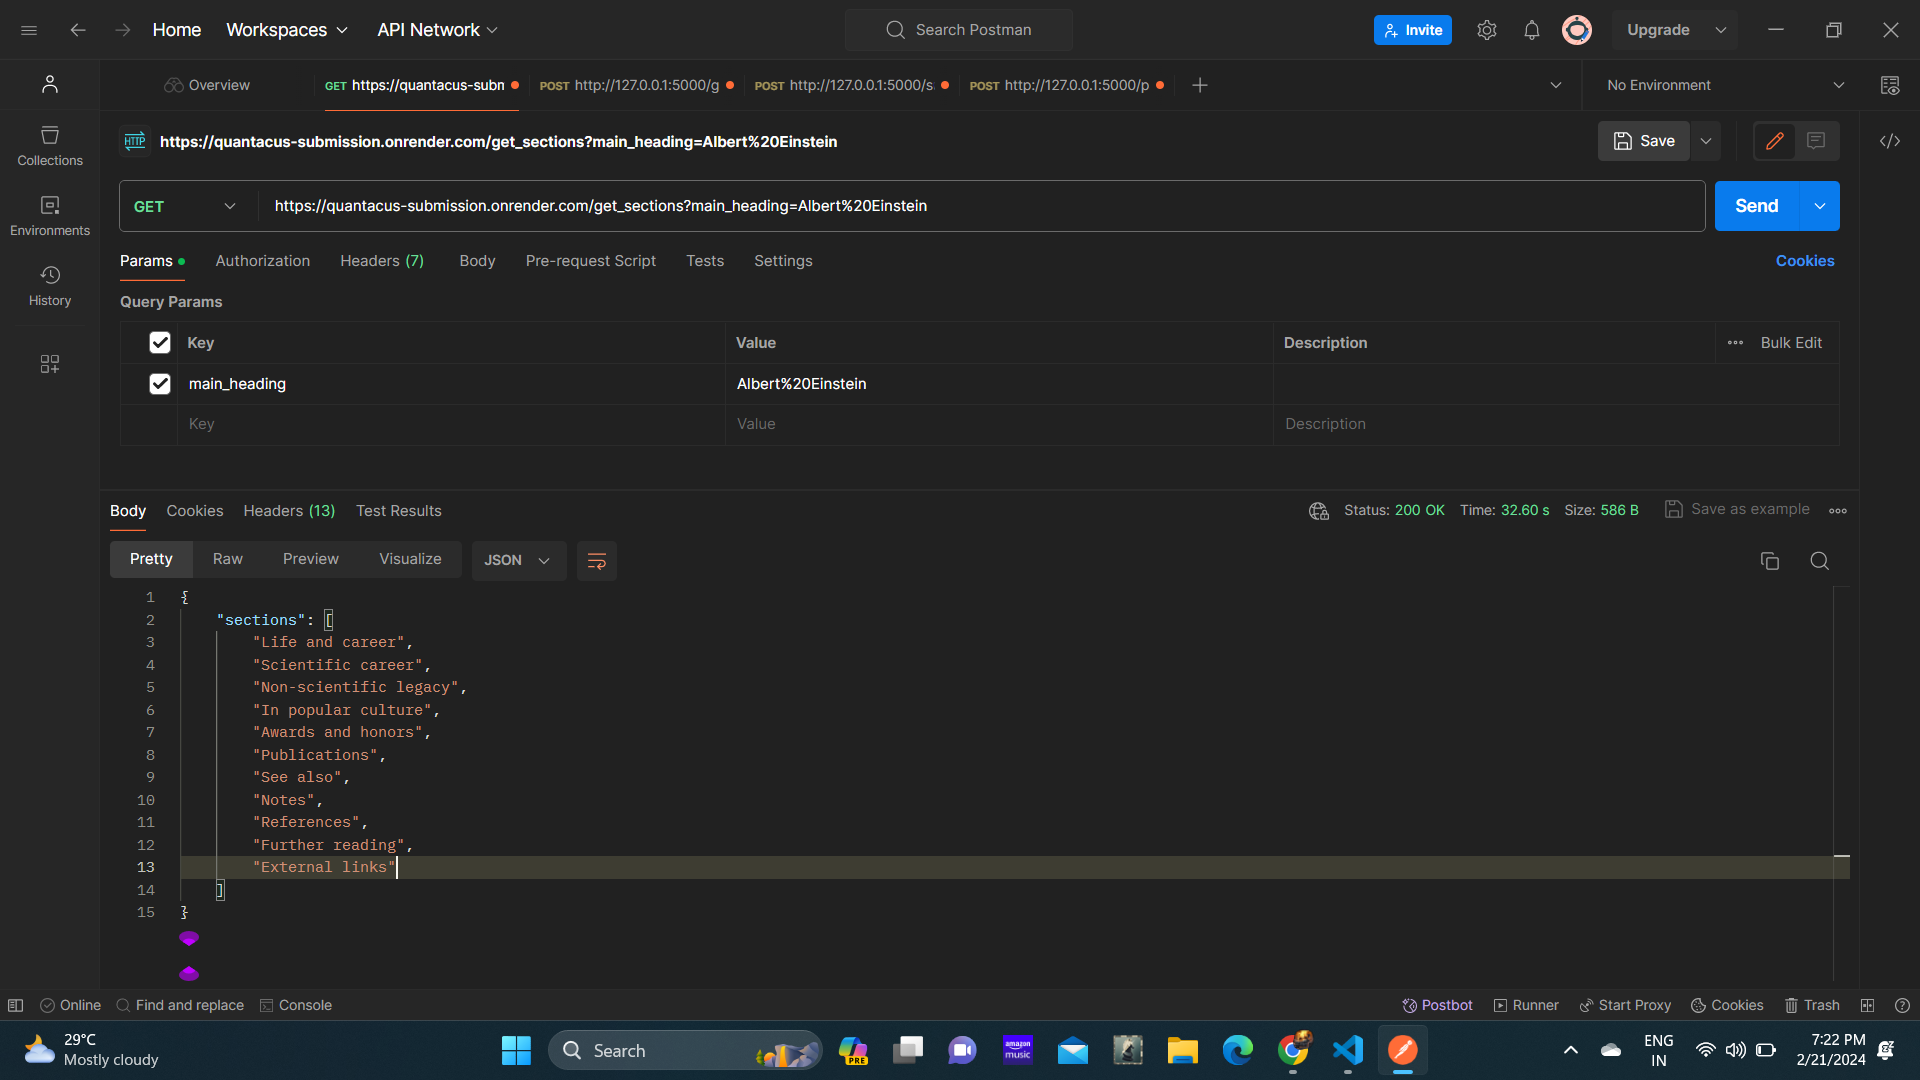 Home Workspaces API Network Search Postman Invite Upgrade
Overview GET https://quantacus-subm POST http://127.0.0.1:5000/g POST http://127.0.0.1:5000/s POST http://127.0.0.1:5000/p No Environment
HTTP https://quantacus-submission.onrender.com/get_sections?main_heading=Albert%20Einstein Save
Collections
GET https://quantacus-submission.onrender.com/get_sections?main_heading=Albert%20Einstein Send
Environments
Params Authorization Headers (7) Body Pre-request Script Tests Settings Cookies
History
Query Params
Key Value Description Bulk Edit
main_heading Albert%20Einstein
Key Value Description
Body Cookies Headers (13) Test Results Status: 200 OK Time: 32.60 s Size: 586 B Save as example
Pretty Raw Preview Visualize JSON
1 {
2 "sections": [
3 "Life and career",
4 "Scientific career",
5 "Non-scientific legacy",
6 "In popular culture",
7 "Awards and honors",
8 "Publications",
9 "See also",
10 "Notes",
11 "References",
12 "Further reading",
13 "External links"
14 ]
15 }
Online Find and replace Console Postbot Runner Start Proxy Cookies Trash
29°C
Mostly cloudy
Search
PRE
amazon
music
ENG
IN
7:22 PM
2/21/2024